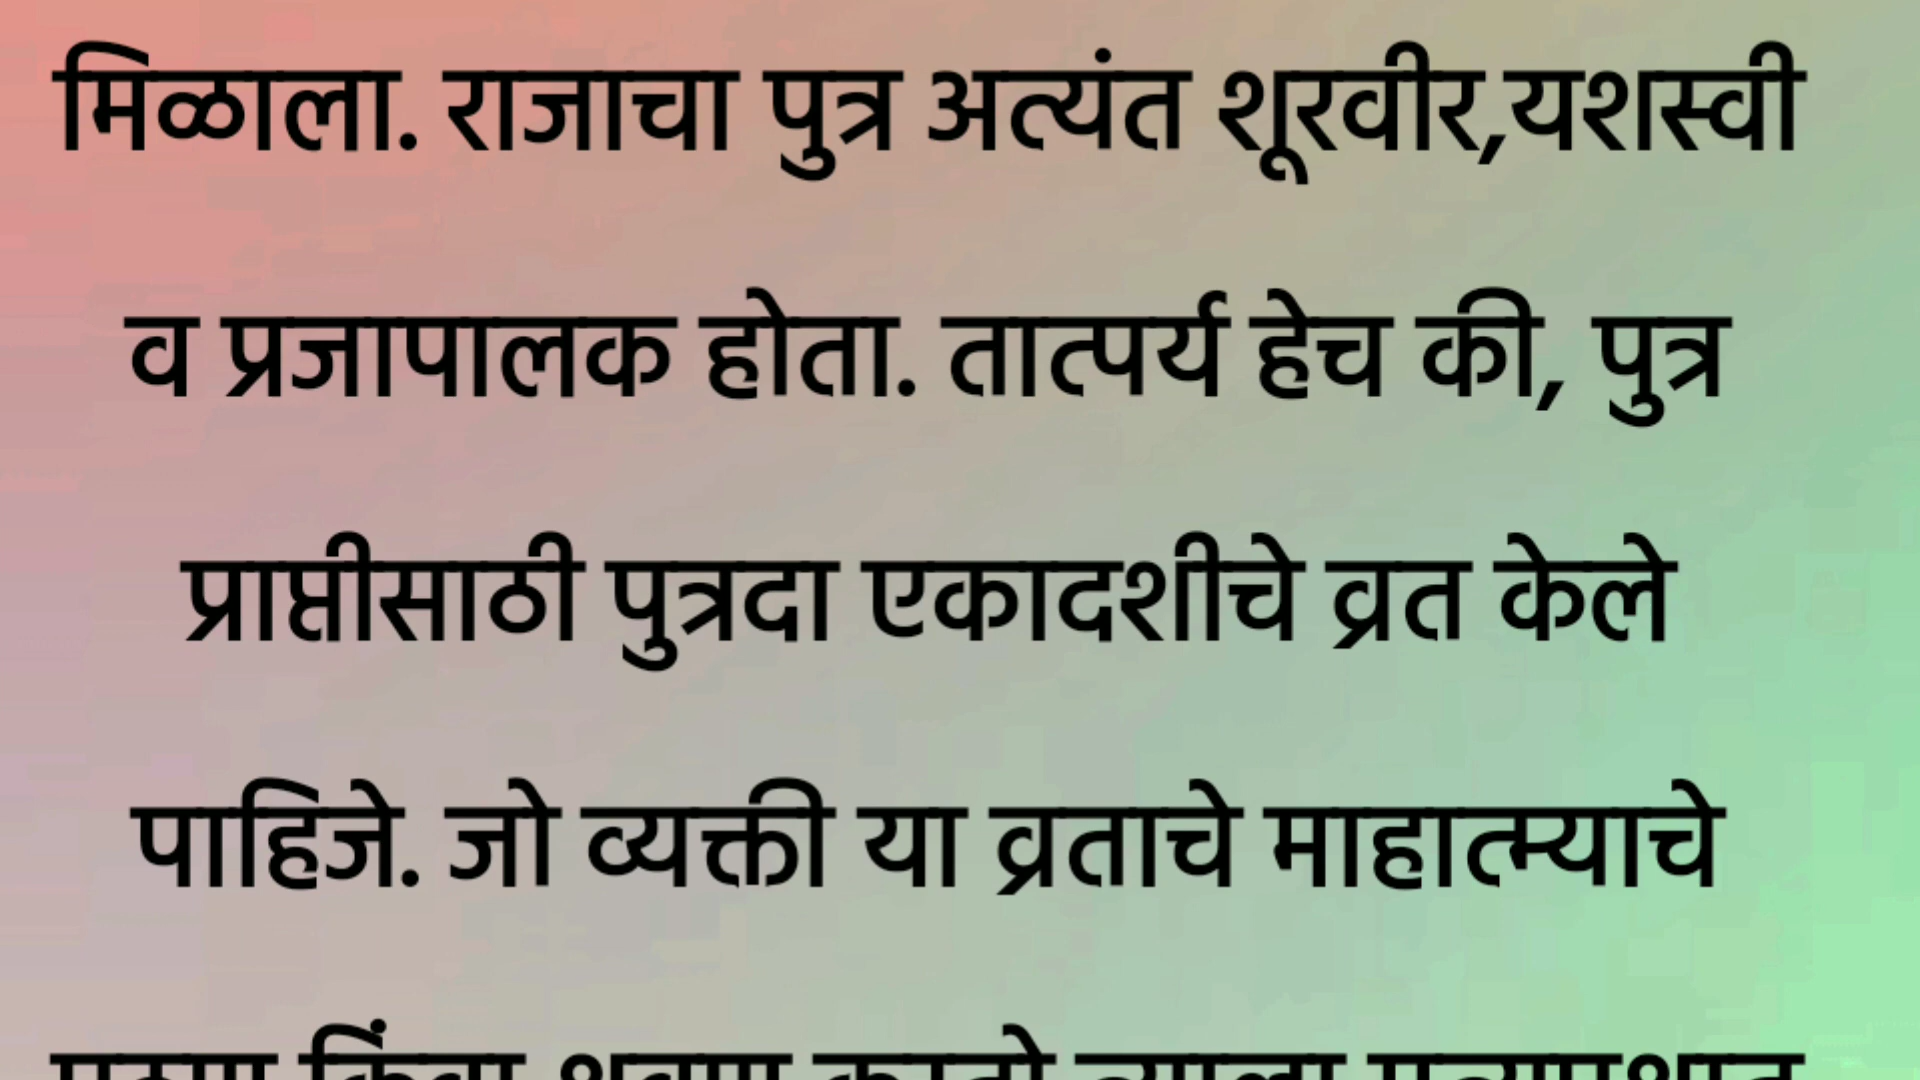 मिळाला. राजाचा पुत्र अत्यंत शूरवीर,यशस्वी
व प्रजापालक होता. तात्पर्य हेच की, पुत्र
प्राप्तीसाठी पुत्रदा एकादशीचे व्रत केले
पाहिजे. जो व्यक्ती या व्रताचे माहात्म्याचे